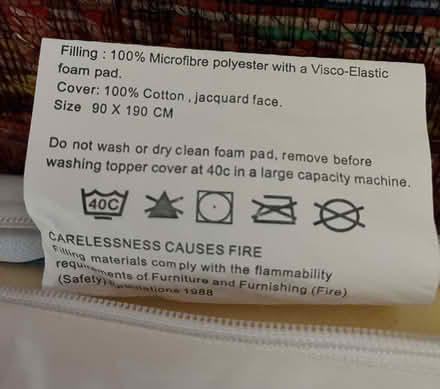 Filling : 100% Microfibre polyester with a Visco-Elastic
foam pad.
Cover: 100% Cotton , jacquard face.
Size 90 X 190 CM
Do not wash or dry clean foam pad, remove before
washing topper cover at 40c in a large capacity machine.
40C
CARELESSNESS CAUSES FIRE
Filling materials comply with the flammability
requirements of Furniture and Furnishing (Fire)
(Safety) Regulations 1988